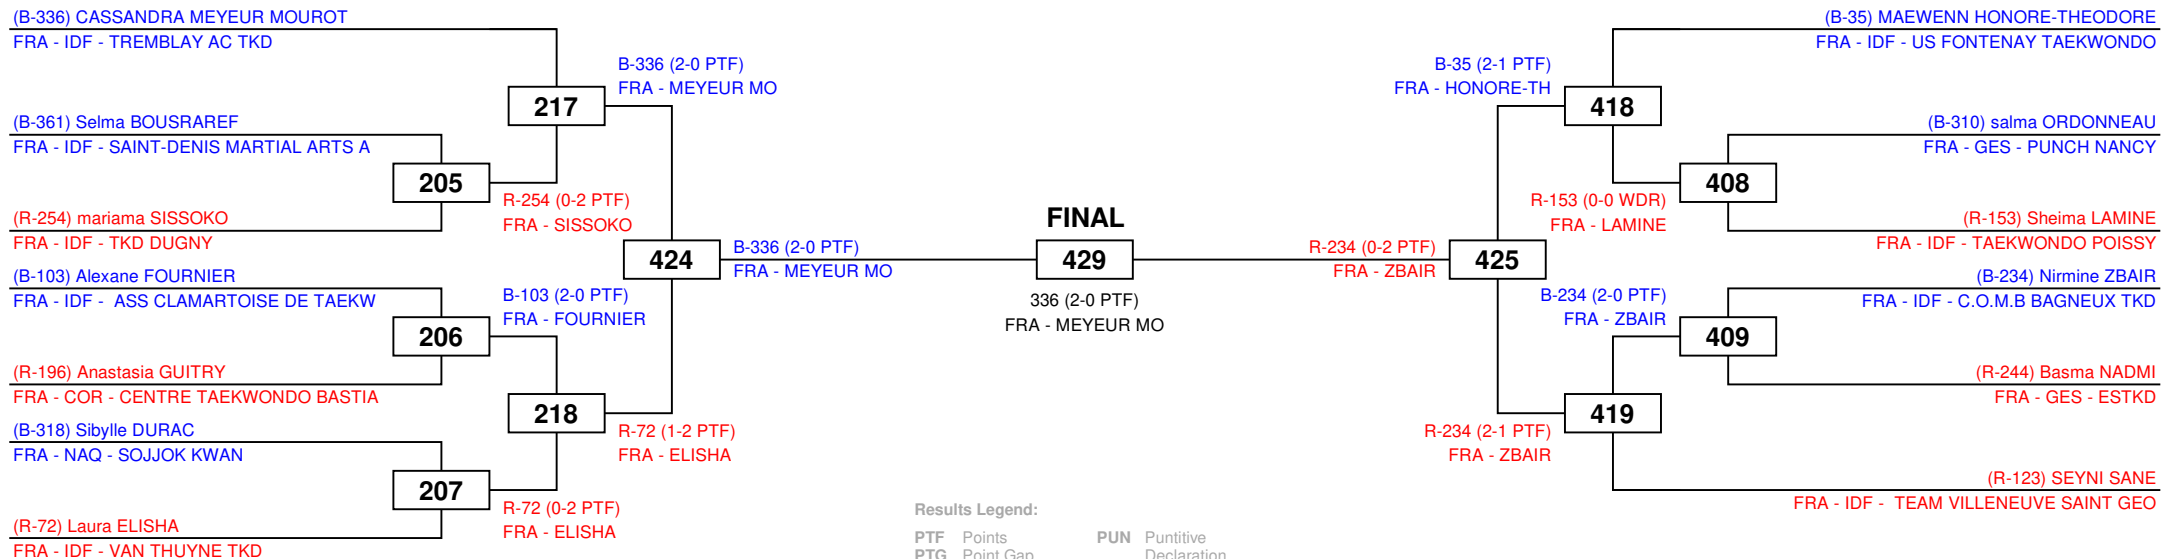 (B-336) CASSANDRA MEYEUR MOUROT
FRA - IDF - TREMBLAY AC TKD
(B-361) Selma BOUSRAREF
FRA - IDF - SAINT-DENIS MARTIAL ARTS A
(R-254) mariama SISSOKO
FRA - IDF - TKD DUGNY
(B-103) Alexane FOURNIER
FRA - IDF -  ASS CLAMARTOISE DE TAEKW
(R-196) Anastasia GUITRY
FRA - COR - CENTRE TAEKWONDO BASTIA
(B-318) Sibylle DURAC
FRA - NAQ - SOJJOK KWAN
(R-72) Laura ELISHA
FRA - IDF - VAN THUYNE TKD
205
206
207
R-254 (0-2 PTF)
FRA - SISSOKO
B-103 (2-0 PTF)
FRA - FOURNIER
R-72 (0-2 PTF)
FRA - ELISHA
217
218
B-336 (2-0 PTF)
FRA - MEYEUR MO
R-72 (1-2 PTF)
FRA - ELISHA
424
B-336 (2-0 PTF)
FRA - MEYEUR MO
FINAL
429
336 (2-0 PTF)
FRA - MEYEUR MO
R-234 (0-2 PTF)
FRA - ZBAIR
425
B-35 (2-1 PTF)
FRA - HONORE-TH
R-234 (2-1 PTF)
FRA - ZBAIR
418
419
R-153 (0-0 WDR)
FRA - LAMINE
B-234 (2-0 PTF)
FRA - ZBAIR
408
409
(B-35) MAEWENN HONORE-THEODORE
FRA - IDF - US FONTENAY TAEKWONDO
(B-310) salma ORDONNEAU
FRA - GES - PUNCH NANCY
(R-153) Sheima LAMINE
FRA - IDF - TAEKWONDO POISSY
(B-234) Nirmine ZBAIR
FRA - IDF - C.O.M.B BAGNEUX TKD
(R-244) Basma NADMI
FRA - GES - ESTKD
(R-123) SEYNI SANE
FRA - IDF -  TEAM VILLENEUVE SAINT GEO
Results Legend:
PTF Points PUN Puntitive
PTG Point Gap Declaration